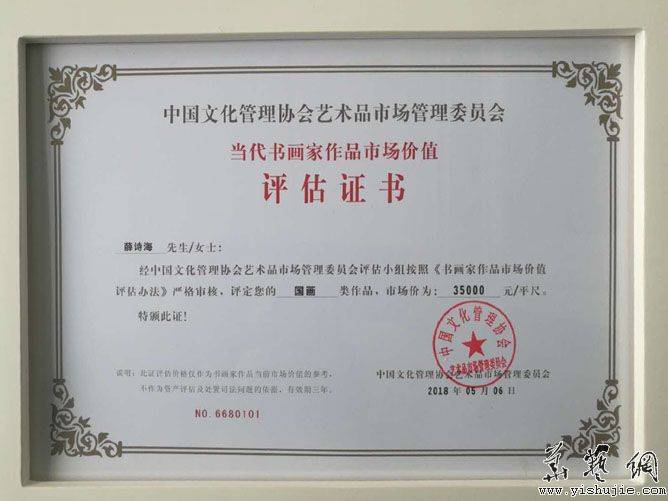 中国文化管理协会艺术品市场管理委员会
当代书画家作品市场价值
评估证书
薛诗海 先生/女士:
经中国文化管理协会艺术品市场管理委员会评估小组按照《书画家作品市场价值
评估办法》严格审核，评定您的 国画 类作品，市场价为: 35000 元/平尺。
特颁此证!
中国文化管理协会
艺术品市场管理委员会
说明：此证评估价格仅作为书画家作品当前市场价值的参考，
不作为资产评估及处置司法问题的依据，有效期三年。
中国文化管理协会艺术品市场管理委员会
2018 年 05 月 06 日
NO. 6680101
艺网
www.yishujie.com